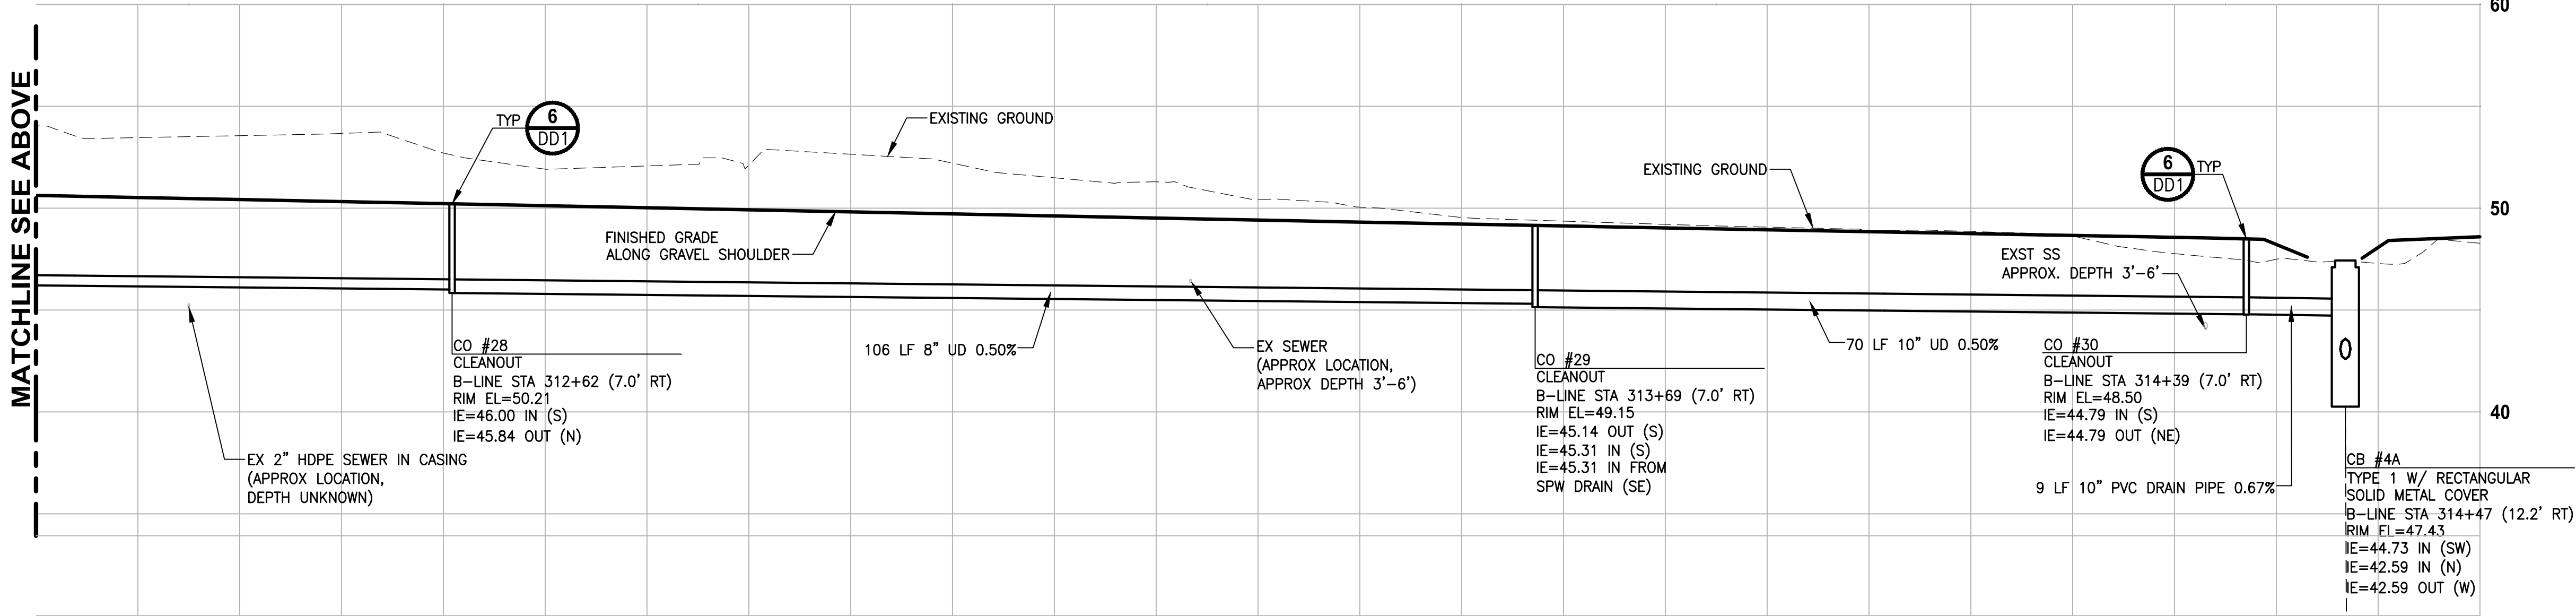 60
MATCHLINE SEE ABOVE
TYP
6
DD1
EXISTING GROUND
EXISTING GROUND
6
DD1
TYP
50
FINISHED GRADE
ALONG GRAVEL SHOULDER
EXST SS
APPROX. DEPTH 3'-6'
106 LF 8" UD 0.50%
EX SEWER
(APPROX LOCATION,
APPROX DEPTH 3'-6')
70 LF 10" UD 0.50%
CO #28
CLEANOUT
B-LINE STA 312+62 (7.0' RT)
RIM EL=50.21
IE=46.00 IN (S)
IE=45.84 OUT (N)
CO #29
CLEANOUT
B-LINE STA 313+69 (7.0' RT)
RIM EL=49.15
IE=45.14 OUT (S)
IE=45.31 IN (S)
IE=45.31 IN FROM
SPW DRAIN (SE)
CO #30
CLEANOUT
B-LINE STA 314+39 (7.0' RT)
RIM EL=48.50
IE=44.79 IN (S)
IE=44.79 OUT (NE)
40
EX 2" HDPE SEWER IN CASING
(APPROX LOCATION,
DEPTH UNKNOWN)
9 LF 10" PVC DRAIN PIPE 0.67%
CB #4A
TYPE 1 W/ RECTANGULAR
SOLID METAL COVER
B-LINE STA 314+47 (12.2' RT)
RIM EL=47.43
IE=44.73 IN (SW)
IE=42.59 IN (N)
IE=42.59 OUT (W)